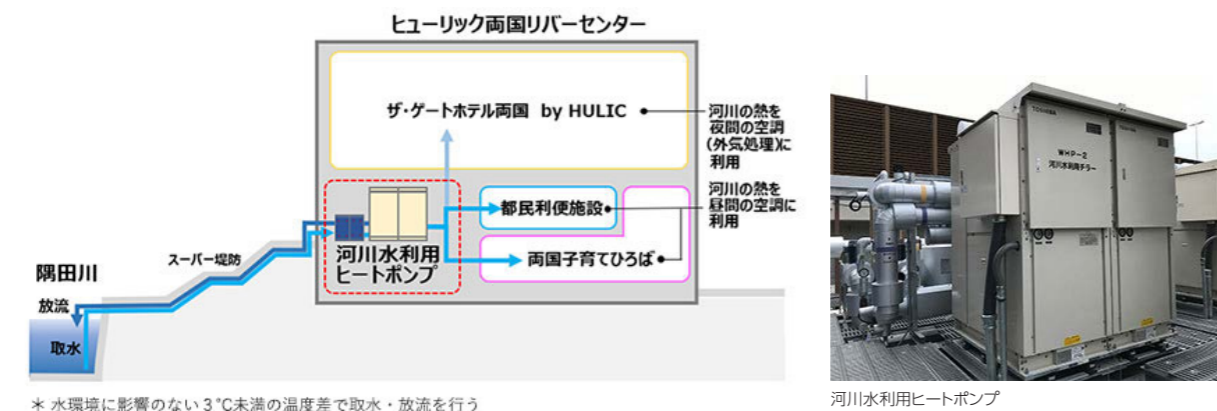 ヒューリック両国リバーセンター
ザ・ゲートホテル両国 by HULIC
河川の熱を
夜間の空調
(外気処理)に
利用
都民利便施設
河川の熱を
昼間の空調に
利用
両国子育てひろば
河川水利用
ヒートポンプ
スーパー堤防
隅田川
放流
取水
＊ 水環境に影響のない3℃未満の温度差で取水・放流を行う
TOSHIBA
WHP-2
河川水利用チラー
河川水利用ヒートポンプ